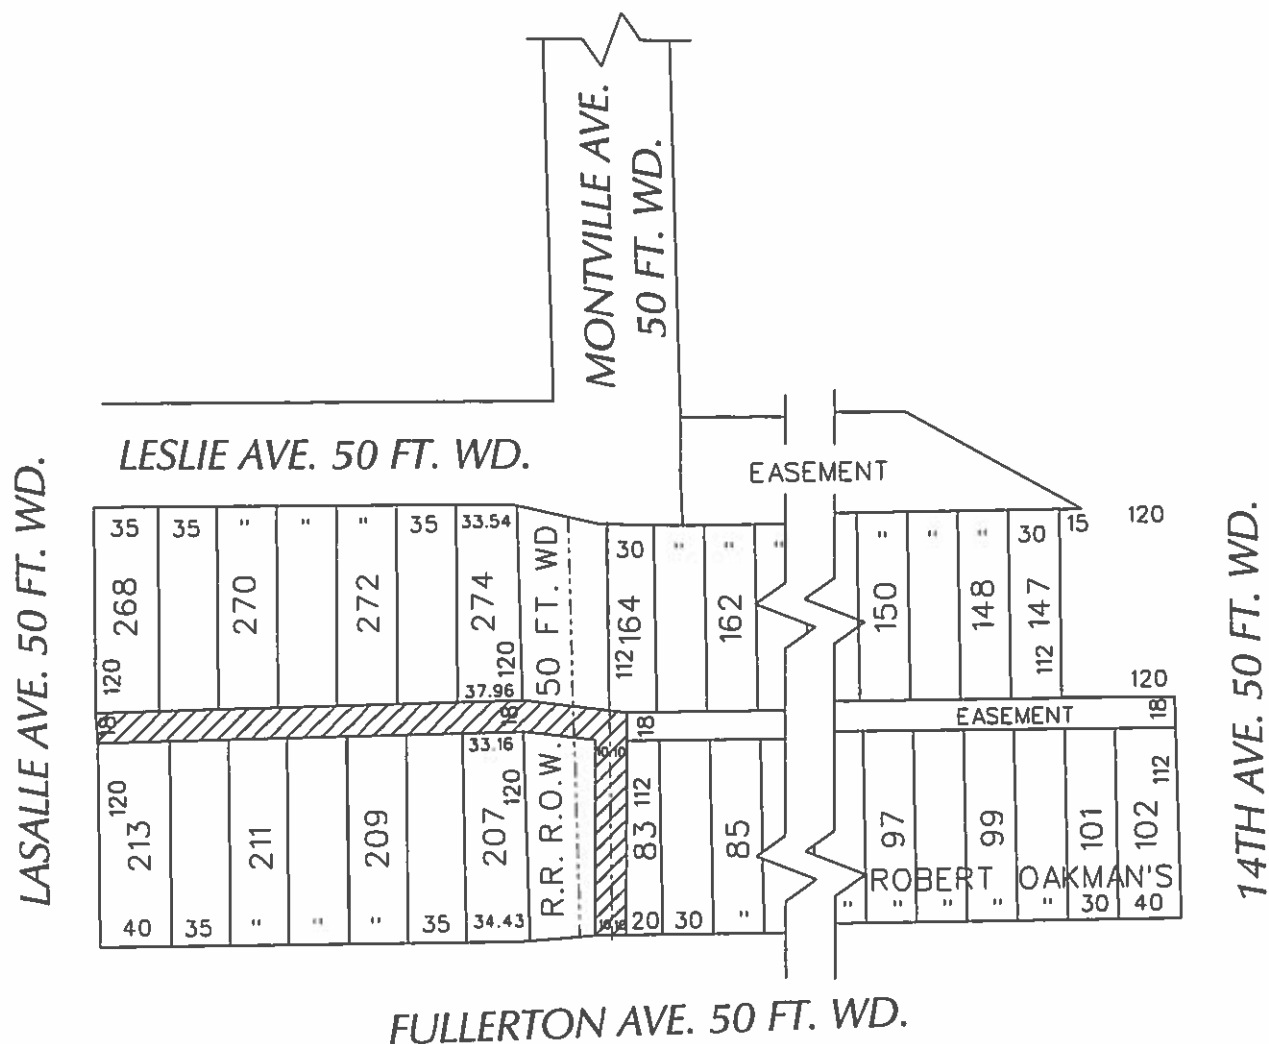 MONTVILLE AVE.
50 FT. WD.
LESLIE AVE. 50 FT. WD.
EASEMENT
LASALLE AVE. 50 FT. WD.
14TH AVE. 50 FT. WD.
35 35 " " " 35 33.54
30 " " "
" " " 30 15 120
268 270 272 274
50 FT. WD
164 162 150 148 147
120 120 112 112
37.96
120
18 18 18 EASEMENT 18
33.16
10 10
120 120 112 112
213 211 209 207
R.R. R.O.W.
83 85 97 99 101 102
ROBERT OAKMAN'S
40 35 " " " 35 34.43
10 10
20 30 "
" " " " " 30 40
FULLERTON AVE. 50 FT. WD.